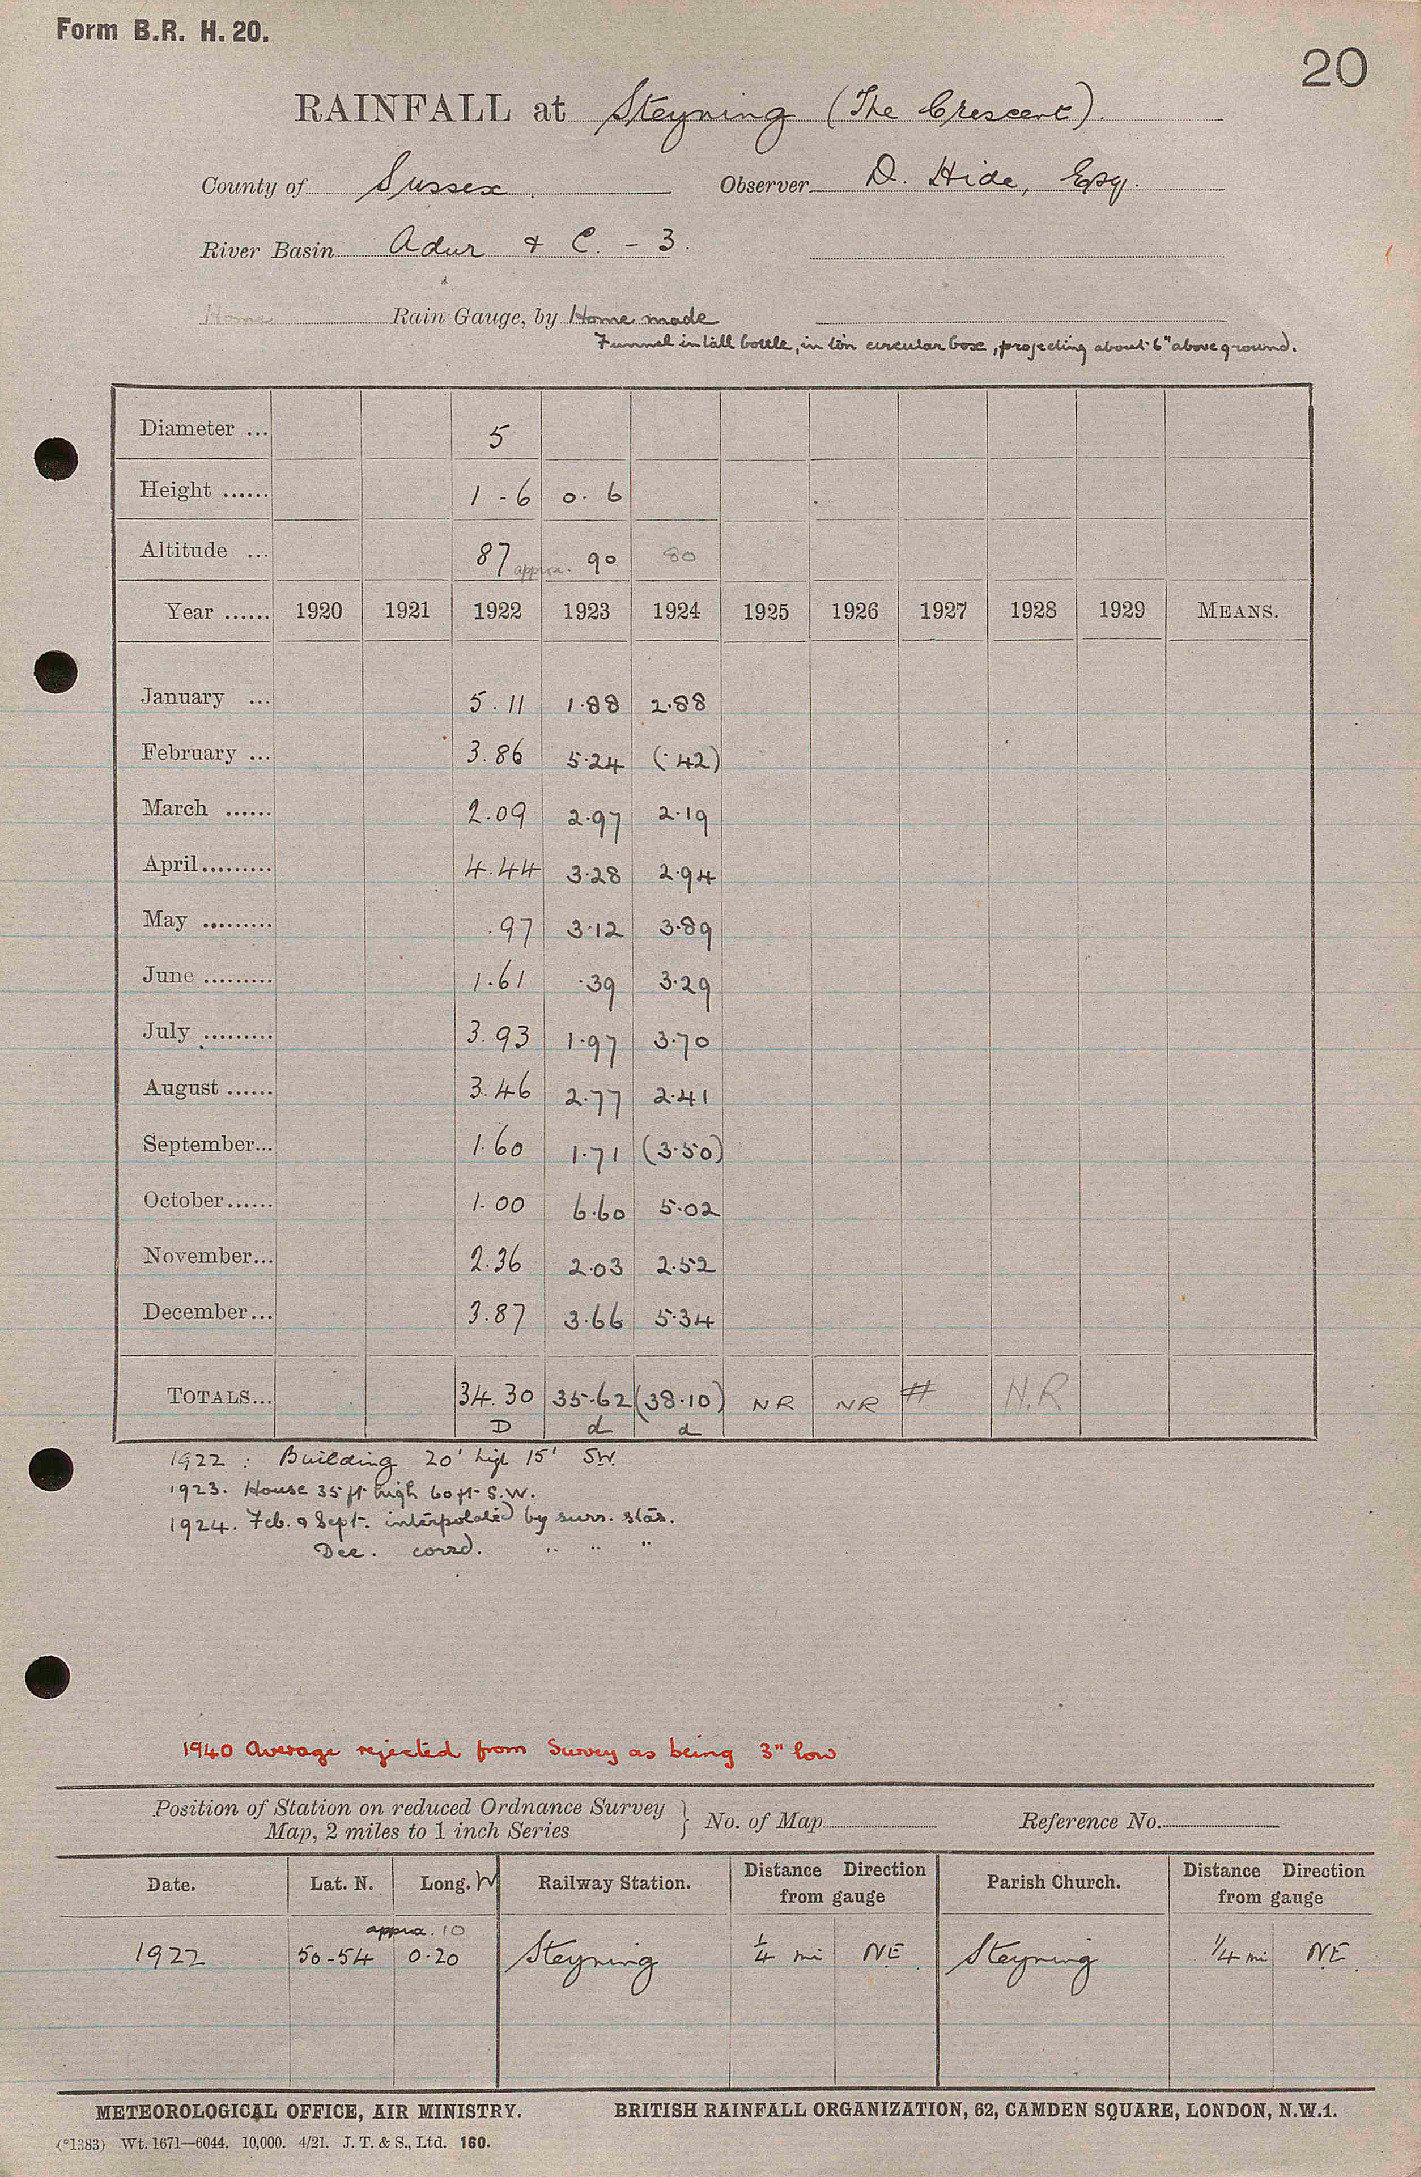 Form B.R. H. 20.
20
RAINFALL at Steyning (The Crescent)
County of Sussex. Observer D. Hide, Esq.
River Basin Adur & C. - 3.
Home Rain Gauge, by Home made
Funnel in tall bottle, in tin circular box, projecting about 6" above ground.
Diameter ... 5
Height ...... 1 - 6 0. 6
Altitude ... 87 approx. 90 80
Year ...... 1920 1921 1922 1923 1924 1925 1926 1927 1928 1929 MEANS.
January ... 5.11 1.88 2.88
February ... 3.86 5.24 (.42)
March ...... 2.09 2.97 2.19
April......... 4.44 3.28 2.94
May ......... .97 3.12 3.89
June ......... 1.61 .39 3.29
July ......... 3.93 1.97 3.70
August ...... 3.46 2.77 2.41
September... 1.60 1.71 (3.50)
October...... 1.00 6.60 5.02
November... 2.36 2.03 2.52
December... 3.87 3.66 5.34
TOTALS... 34.30 35.62 (38.10) NR NR # N.R
D d d
1922 : Building 20' high 15' SW.
1923. House 35 ft high 60 ft S.W.
1924. Feb. & Sept. interpolated by surr. stas.
Dec. corrd. " " "
1940 Average rejected from Survey as being 3" low
Position of Station on reduced Ordnance Survey Map, 2 miles to 1 inch Series } No. of Map Reference No.
Date. Lat. N. Long. W Railway Station. Distance Direction from gauge Parish Church. Distance Direction from gauge
approx. 10
1922 50-54 0-20 Steyning 1/4 mi NE Steyning 1/4 mi NE.
METEOROLOGICAL OFFICE, AIR MINISTRY. BRITISH RAINFALL ORGANIZATION, 62, CAMDEN SQUARE, LONDON, N.W.1.
(*1383) Wt. 1671—6044. 10,000. 4/21. J. T. & S., Ltd. 160.